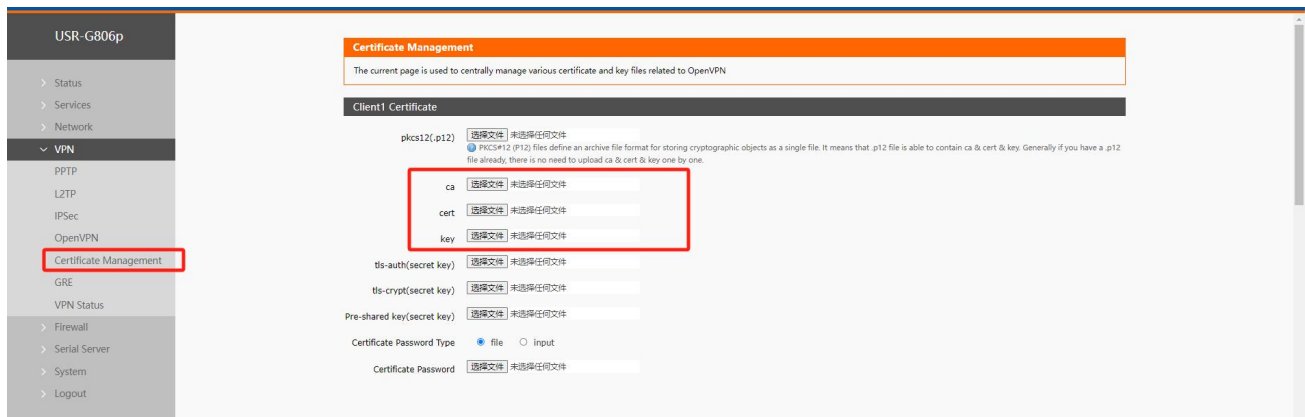 USR-G806p
Status
Services
Network
VPN
PPTP
L2TP
IPSec
OpenVPN
Certificate Management
GRE
VPN Status
Firewall
Serial Server
System
Logout
Certificate Management
The current page is used to centrally manage various certificate and key files related to OpenVPN
Client1 Certificate
pkcs12(.p12) 选择文件 未选择任何文件
PKCS#12 (P12) files define an archive file format for storing cryptographic objects as a single file. It means that .p12 file is able to contain ca & cert & key. Generally if you have a .p12
file already, there is no need to upload ca & cert & key one by one.
ca 选择文件 未选择任何文件
cert 选择文件 未选择任何文件
key 选择文件 未选择任何文件
tls-auth(secret key) 选择文件 未选择任何文件
tls-crypt(secret key) 选择文件 未选择任何文件
Pre-shared key(secret key) 选择文件 未选择任何文件
Certificate Password Type file input
Certificate Password 选择文件 未选择任何文件